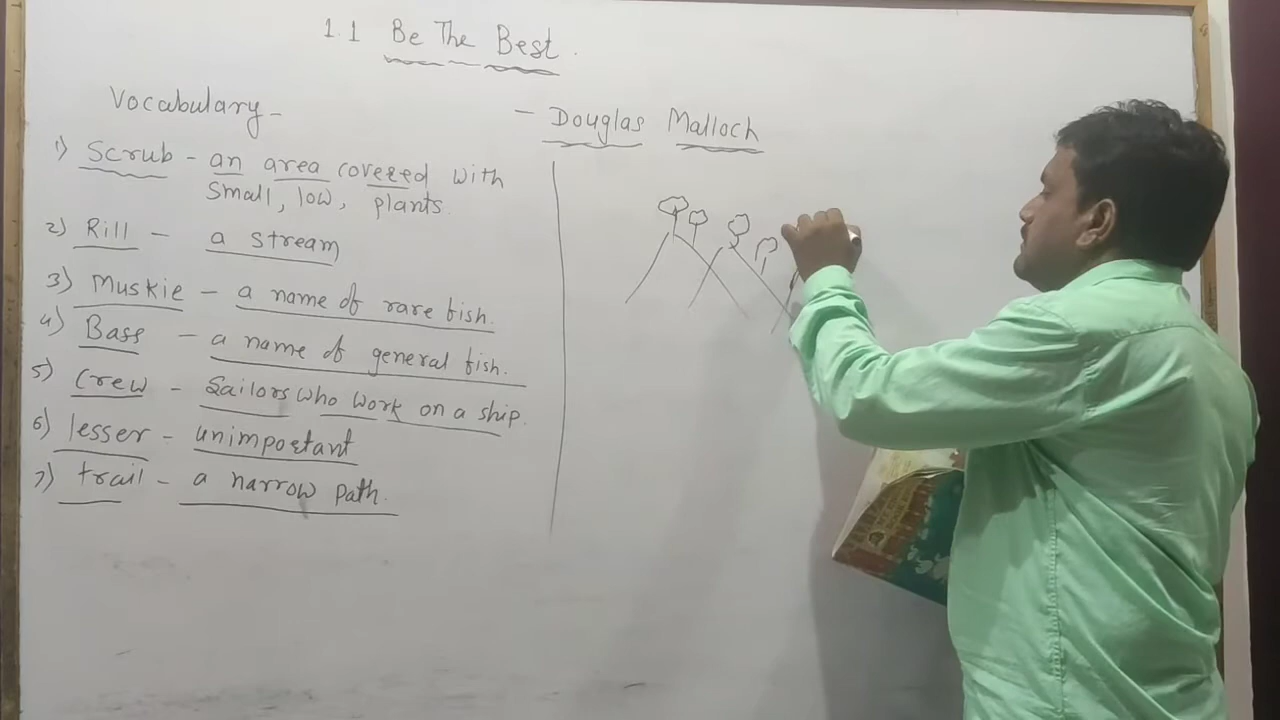 1.1 Be The Best.
- Douglas Malloch
Vocabulary -
1) Scrub - an area covered with
small, low, plants.
2) Rill - a stream
3) Muskie - a name of rare fish.
4) Bass - a name of general fish.
5) Crew - Sailors who work on a ship.
6) lesser - unimportant
7) trail - a narrow path.